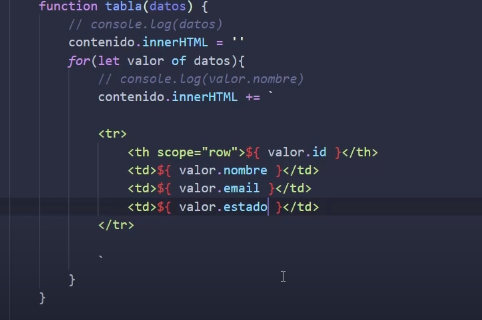 function tabla(datos) {
// console.log(datos)
contenido.innerHTML = ''
for(let valor of datos){
// console.log(valor.nombre)
contenido.innerHTML += `
<tr>
<th scope="row">${ valor.id }</th>
<td>${ valor.nombre }</td>
<td>${ valor.email }</td>
<td>${ valor.estado }</td>
</tr>
`
}
}